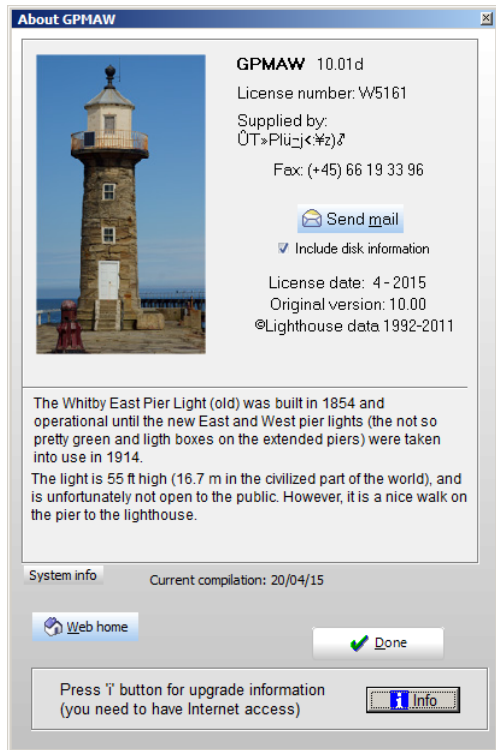 About GPMAW
GPMAW 10.01d
License number: W5161
Supplied by:
Fax: (+45) 66 19 33 96
Send mail
Include disk information
License date: 4 - 2015
Original version: 10.00
©Lighthouse data 1992-2011
The Whitby East Pier Light (old) was built in 1854 and
operational until the new East and West pier lights (the not so
pretty green and ligth boxes on the extended piers) were taken
into use in 1914.
The light is 55 ft high (16.7 m in the civilized part of the world), and
is unfortunately not open to the public. However, it is a nice walk on
the pier to the lighthouse.
System info
Current compilation: 20/04/15
Web home
Done
Press 'i' button for upgrade information
(you need to have Internet access)
i Info